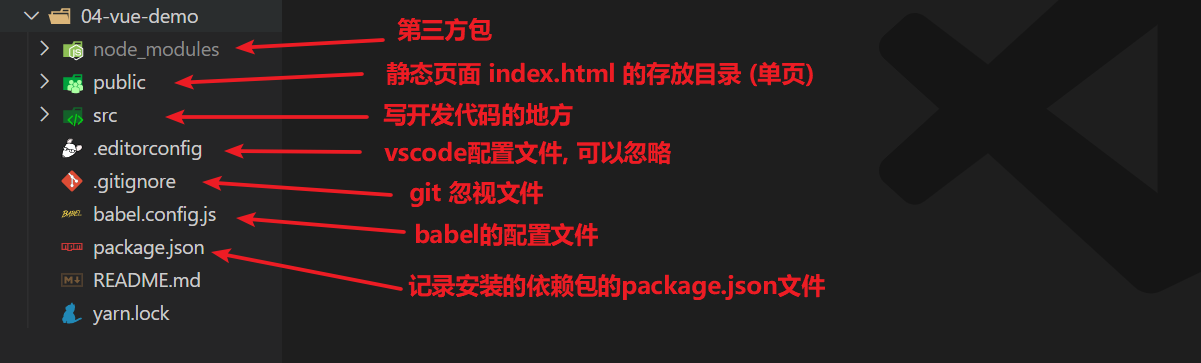 04-vue-demo
node_modules
第三方包
public
静态页面 index.html 的存放目录 (单页)
src
写开发代码的地方
.editorconfig
vscode配置文件, 可以忽略
.gitignore
git 忽视文件
BABEL
babel.config.js
babel的配置文件
npm
package.json
记录安装的依赖包的package.json文件
README.md
yarn.lock